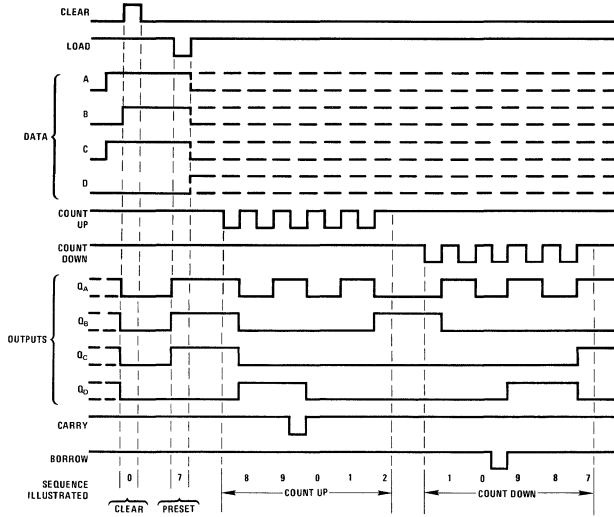 CLEAR
LOAD
A
B
DATA
C
D
COUNT
UP
COUNT
DOWN
QA
QB
OUTPUTS
QC
QD
CARRY
BORROW
SEQUENCE
ILLUSTRATED
0 7 8 9 0 1 2 1 0 9 8 7
COUNT UP COUNT DOWN
CLEAR PRESET